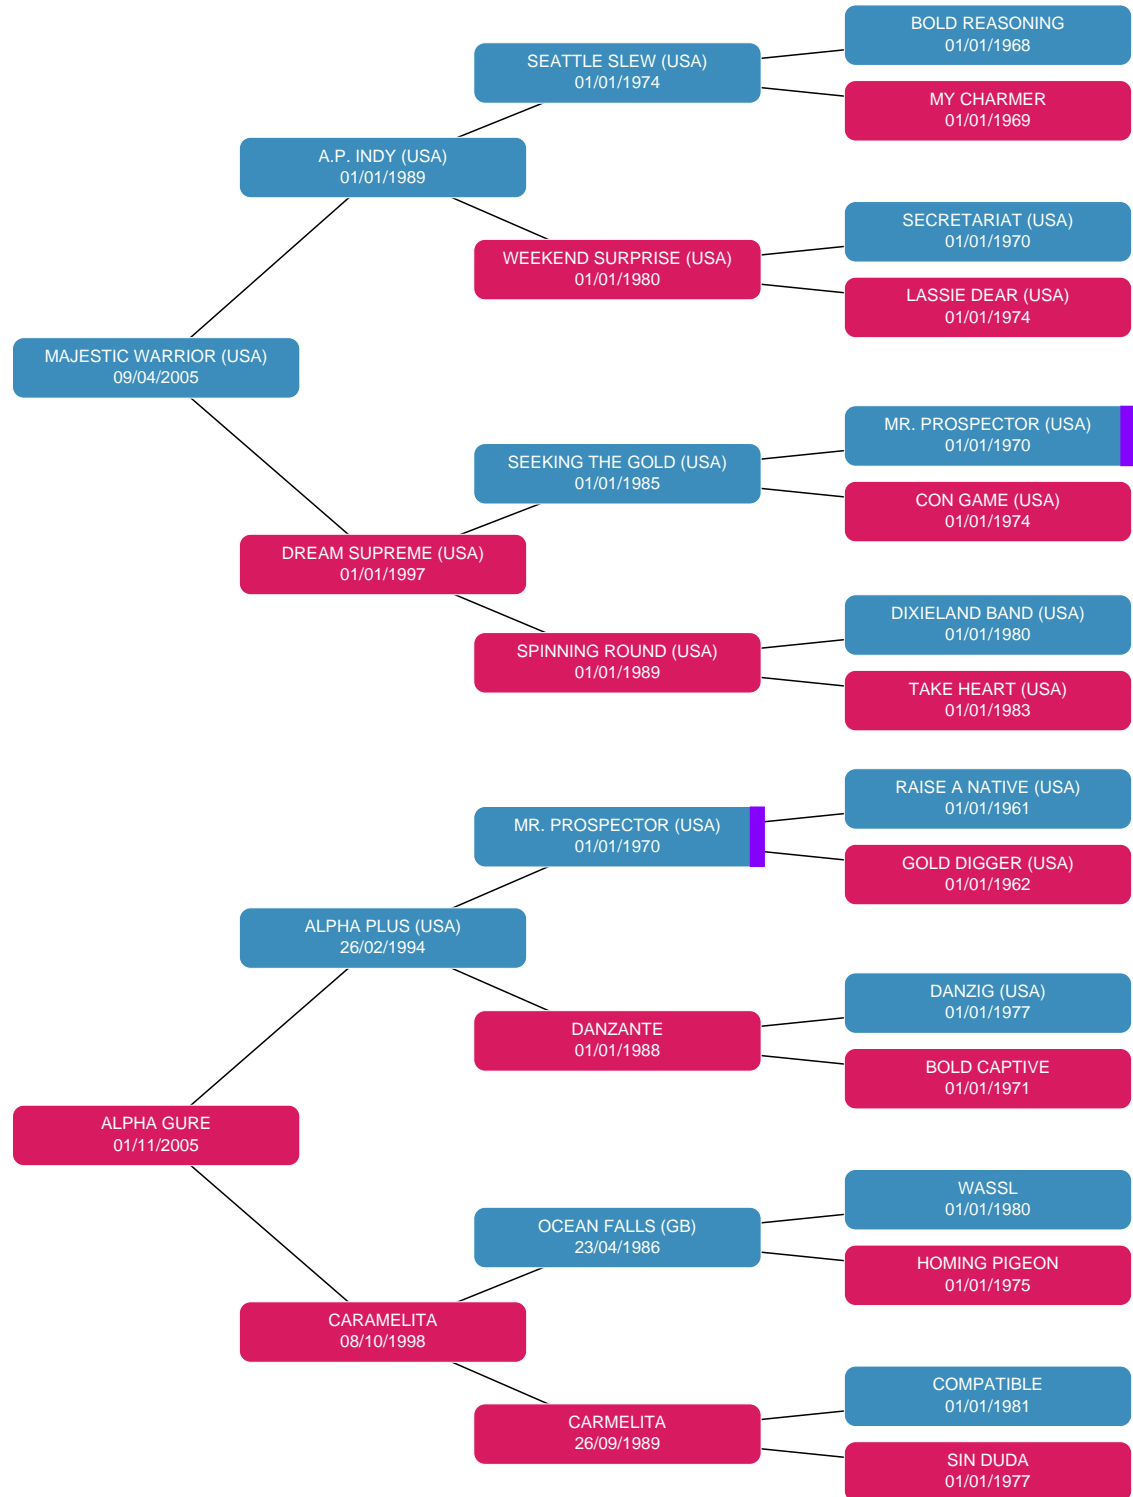 BOLD REASONING
01/01/1968
SEATTLE SLEW (USA)
01/01/1974
MY CHARMER
01/01/1969
A.P. INDY (USA)
01/01/1989
SECRETARIAT (USA)
01/01/1970
WEEKEND SURPRISE (USA)
01/01/1980
LASSIE DEAR (USA)
01/01/1974
MAJESTIC WARRIOR (USA)
09/04/2005
MR. PROSPECTOR (USA)
01/01/1970
SEEKING THE GOLD (USA)
01/01/1985
CON GAME (USA)
01/01/1974
DREAM SUPREME (USA)
01/01/1997
DIXIELAND BAND (USA)
01/01/1980
SPINNING ROUND (USA)
01/01/1989
TAKE HEART (USA)
01/01/1983
RAISE A NATIVE (USA)
01/01/1961
MR. PROSPECTOR (USA)
01/01/1970
GOLD DIGGER (USA)
01/01/1962
ALPHA PLUS (USA)
26/02/1994
DANZIG (USA)
01/01/1977
DANZANTE
01/01/1988
BOLD CAPTIVE
01/01/1971
ALPHA GURE
01/11/2005
WASSL
01/01/1980
OCEAN FALLS (GB)
23/04/1986
HOMING PIGEON
01/01/1975
CARAMELITA
08/10/1998
COMPATIBLE
01/01/1981
CARMELITA
26/09/1989
SIN DUDA
01/01/1977